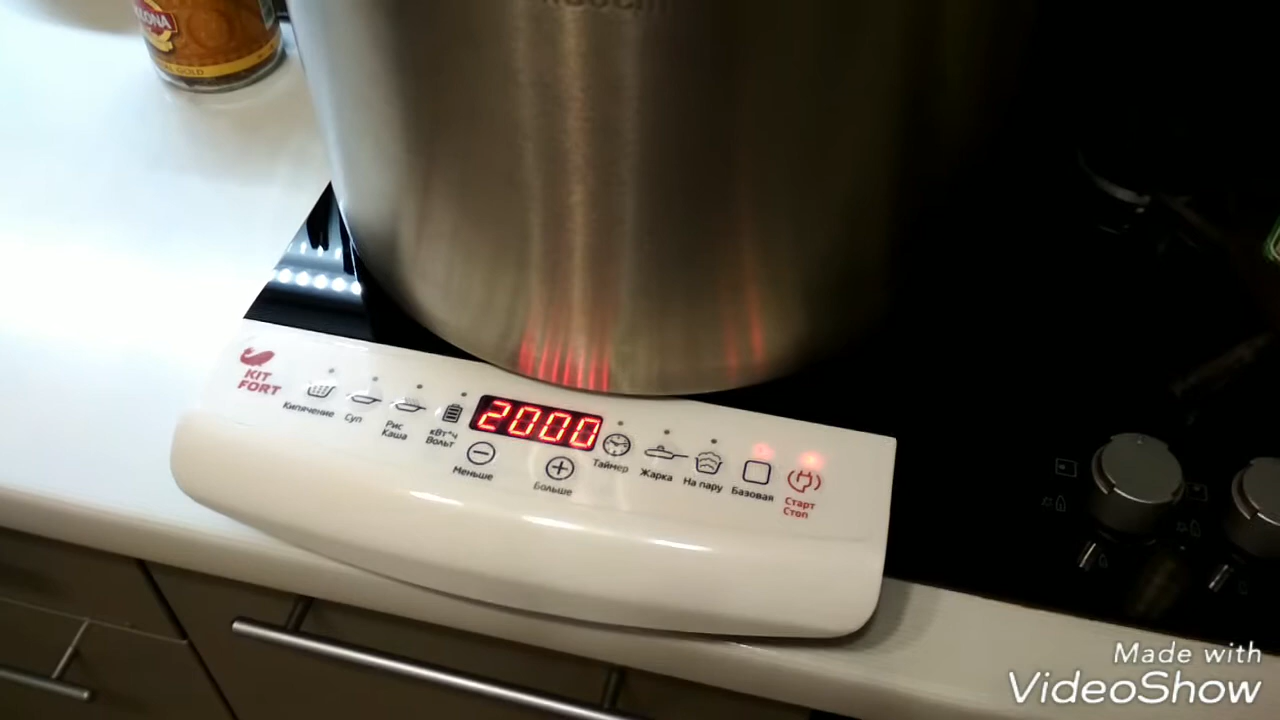 GOLD
KIT
FORT
Кипячение
Суп
Рис
Каша
кВт*ч
Вольт
2000
Меньше
Больше
Таймер
Жарка
На пару
Базовая
Старт
Стоп
Made with
VideoShow